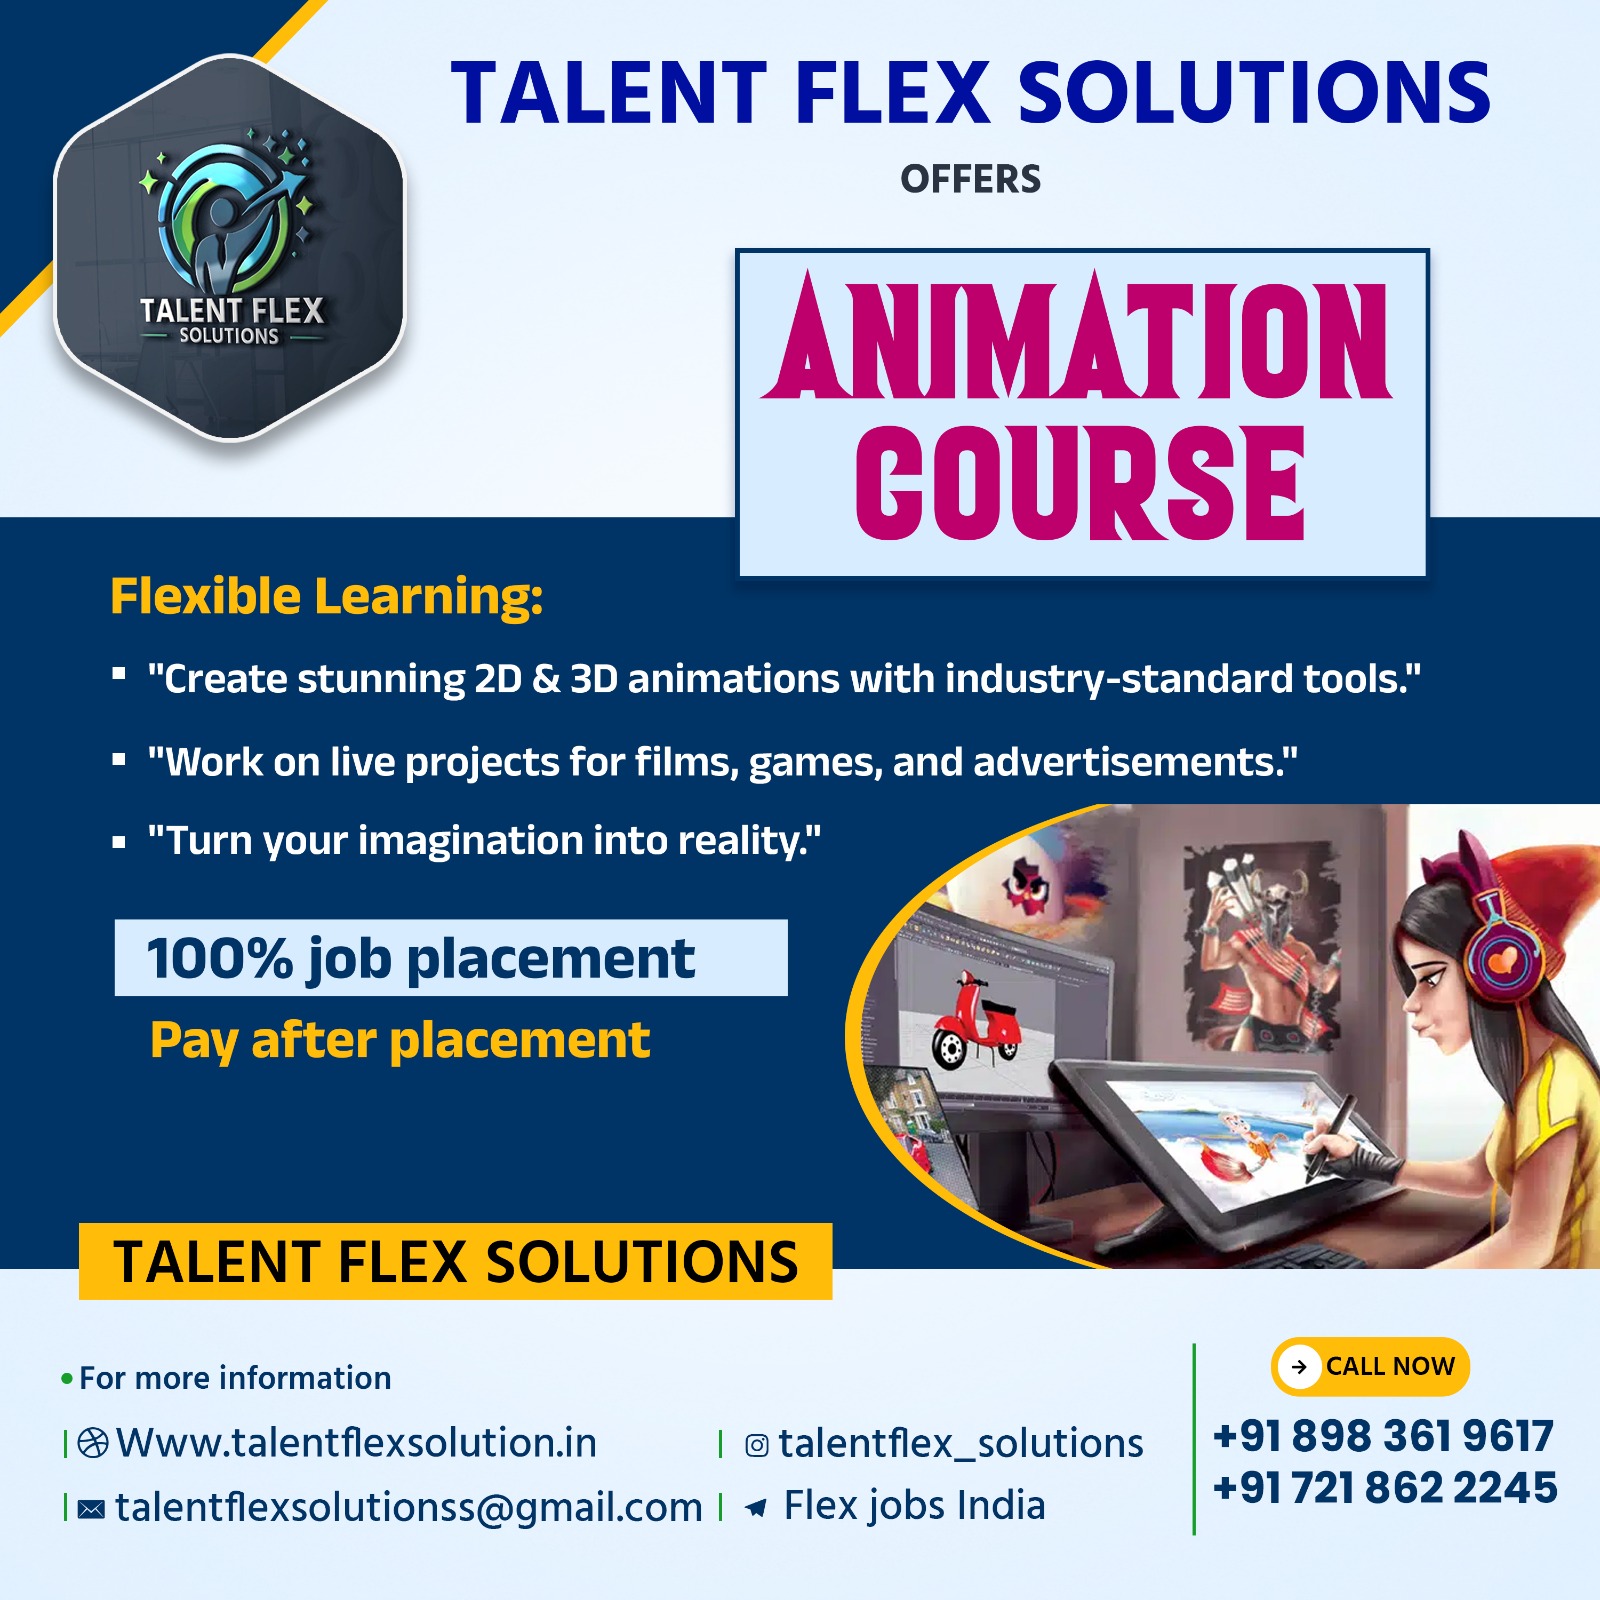 TALENT FLEX SOLUTIONS
OFFERS
TALENT FLEX
SOLUTIONS
ANIMATION
COURSE
Flexible Learning:
"Create stunning 2D & 3D animations with industry-standard tools."
"Work on live projects for films, games, and advertisements."
"Turn your imagination into reality."
100% job placement
Pay after placement
TALENT FLEX SOLUTIONS
For more information
Www.talentflexsolution.in
talentflexsolutionss@gmail.com
talentflex_solutions
Flex jobs India
CALL NOW
+91 898 361 9617
+91 721 862 2245